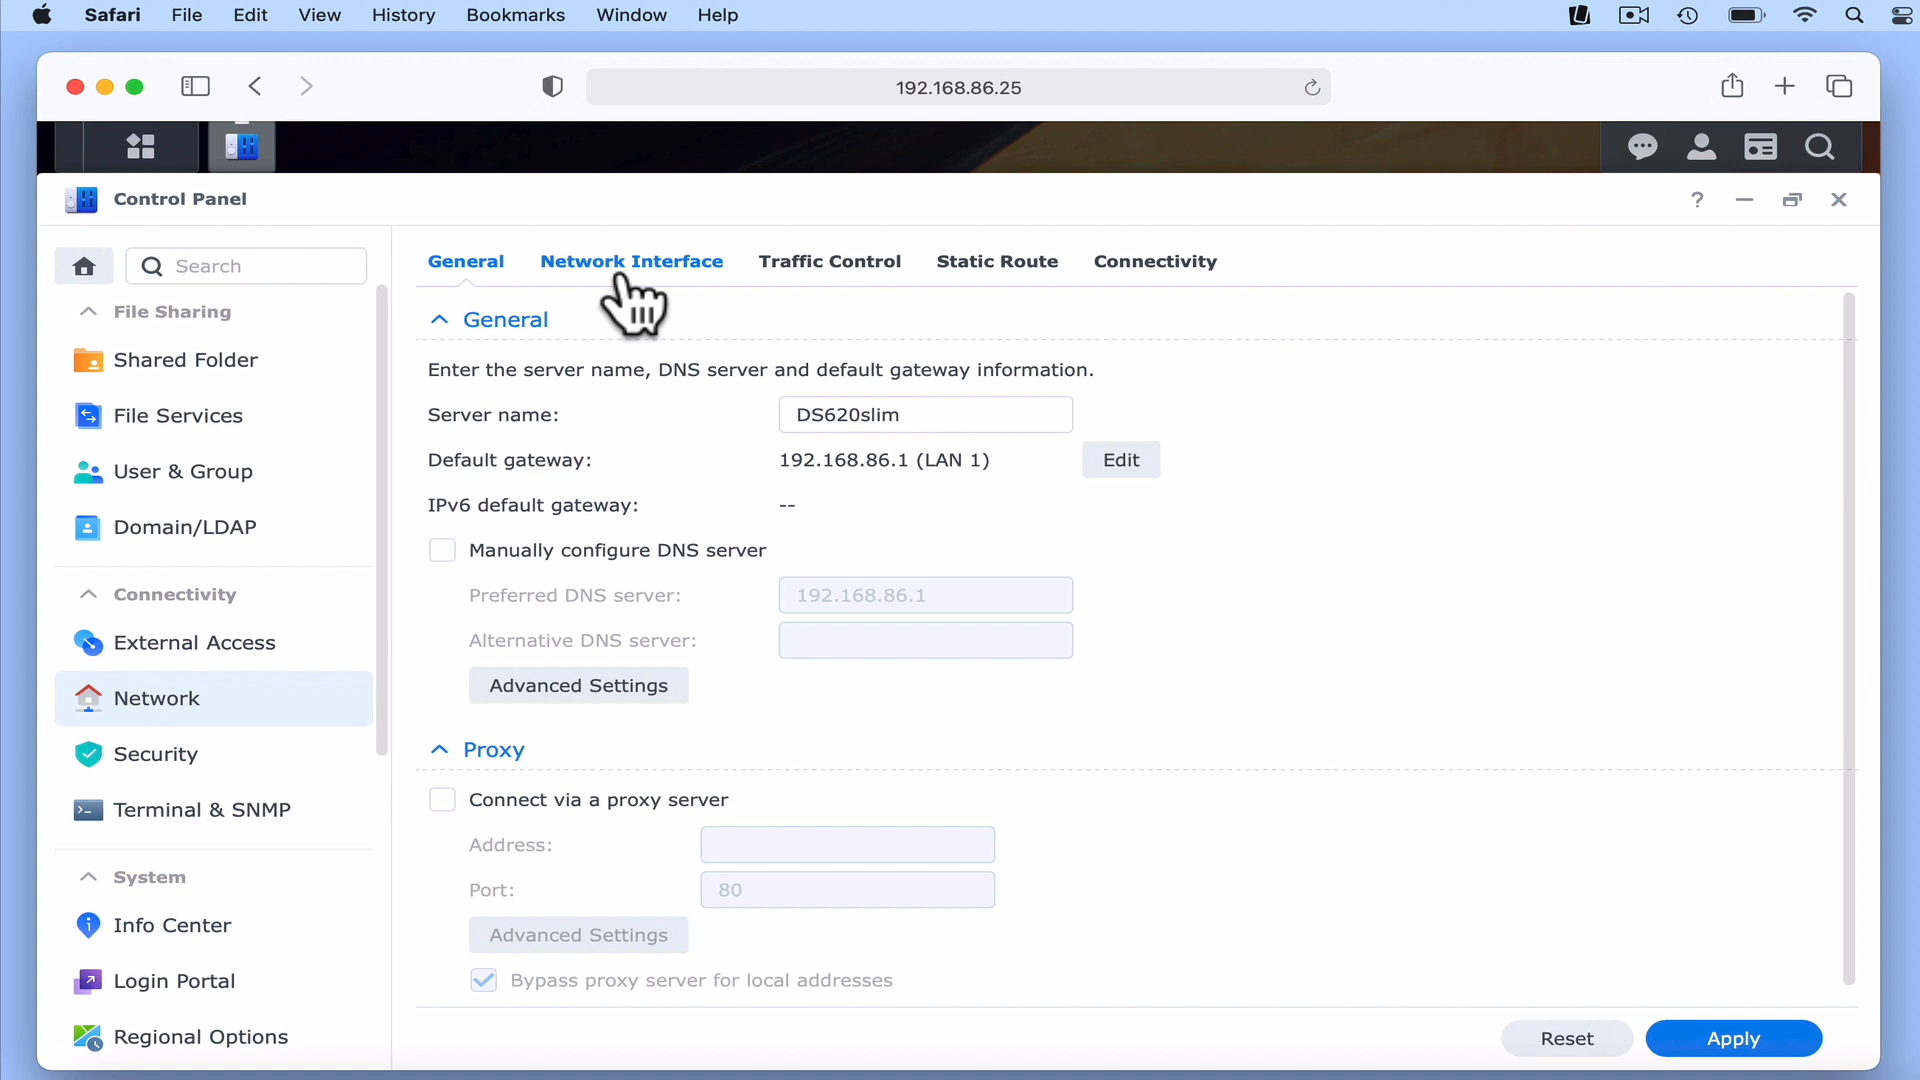 Safari File Edit View History Bookmarks Window Help
192.168.86.25
Control Panel
?
Search
General Network Interface Traffic Control Static Route Connectivity
File Sharing
Shared Folder
File Services
User & Group
Domain/LDAP
Connectivity
External Access
Network
Security
Terminal & SNMP
System
Info Center
Login Portal
Regional Options
General
Enter the server name, DNS server and default gateway information.
Server name: DS620slim
Default gateway: 192.168.86.1 (LAN 1) Edit
IPv6 default gateway: --
Manually configure DNS server
Preferred DNS server: 192.168.86.1
Alternative DNS server:
Advanced Settings
Proxy
Connect via a proxy server
Address:
Port: 80
Advanced Settings
Bypass proxy server for local addresses
Reset Apply